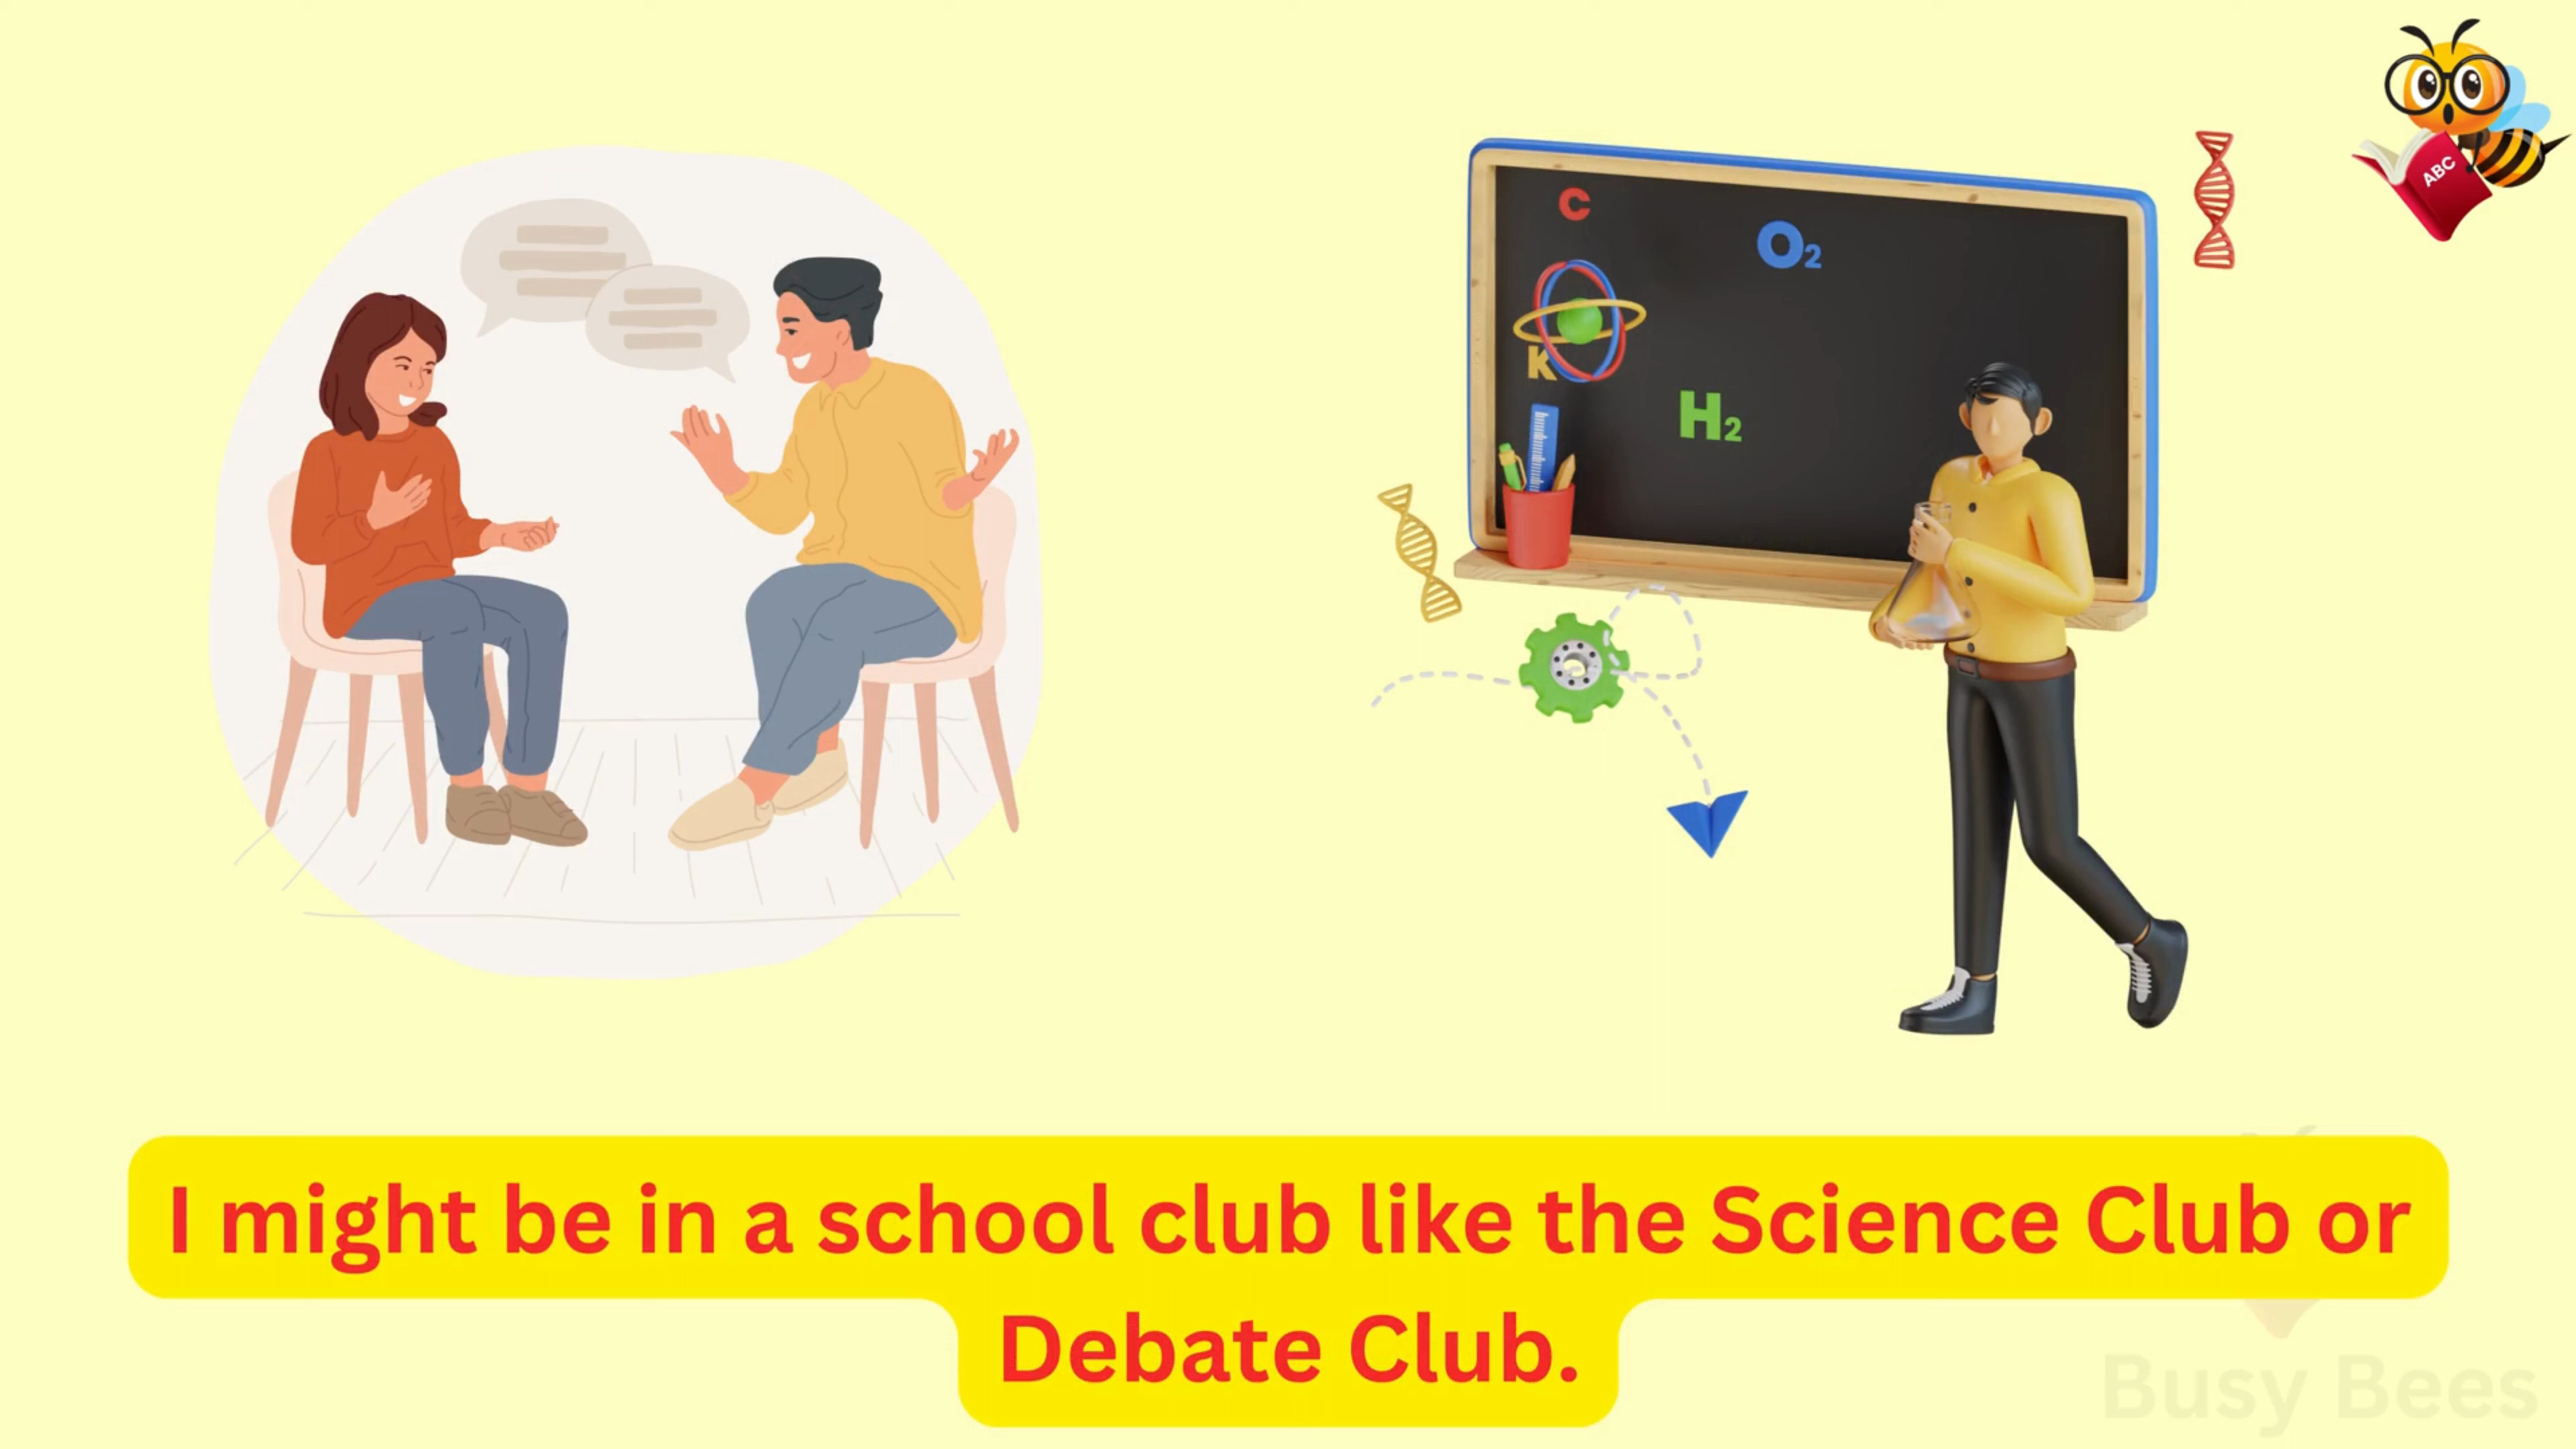 ABC
C
O2
K
H2
I might be in a school club like the Science Club or
Debate Club.
Busy Bees